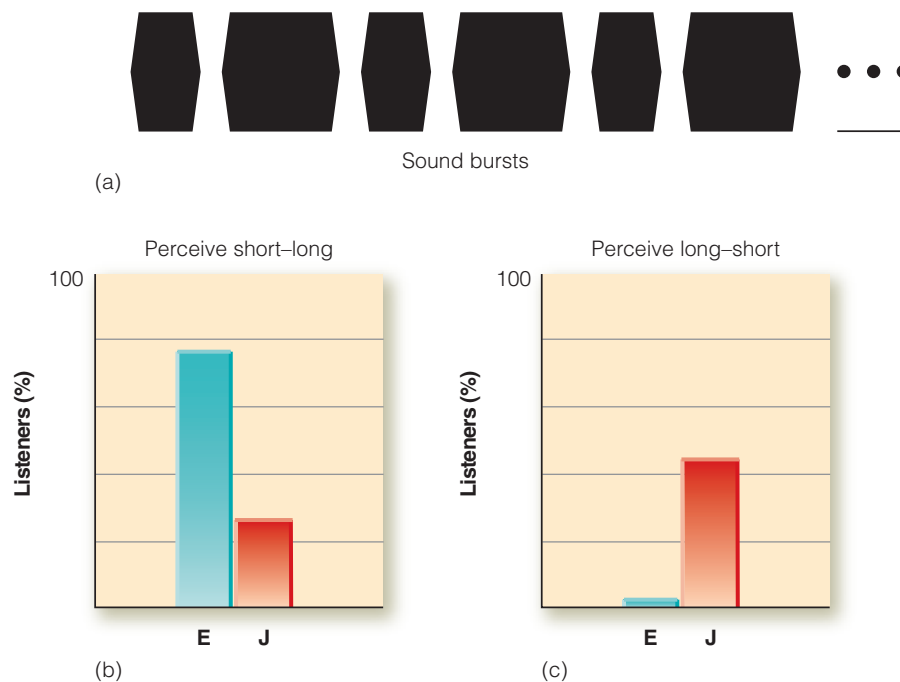 Sound bursts
(a)
Perceive short–long
100
Listeners (%)
E J
(b)
Perceive long–short
100
Listeners (%)
E J
(c)